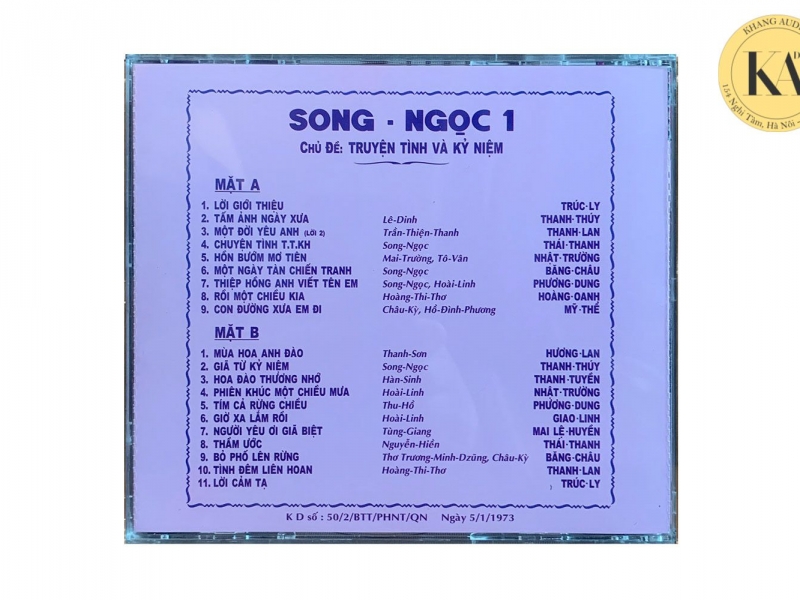 KHANG AUDIO
KA
154 Nghi Tàm, Hà Nội
SONG - NGỌC 1
CHỦ ĐỀ: TRUYỆN TÌNH VÀ KỶ NIỆM
MẶT A
1. LỜI GIỚI THIỆU TRÚC-LY
2. TẤM ẢNH NGÀY XƯA Lê-Dinh THANH-THÚY
3. MỘT ĐỜI YÊU ANH (LỜI 2) Trần-Thiện-Thanh THANH-LAN
4. CHUYỆN TÌNH T.T.KH Song-Ngọc THÁI-THANH
5. HỒN BƯỚM MƠ TIÊN Mai-Trường, Tô-Vân NHẬT-TRƯỜNG
6. MỘT NGÀY TÀN CHIẾN TRANH Song-Ngọc BĂNG-CHÂU
7. THIỆP HỒNG ANH VIẾT TÊN EM Song-Ngọc, Hoài-Linh PHƯƠNG-DUNG
8. RỒI MỘT CHIỀU KIA Hoàng-Thi-Thơ HOÀNG-OANH
9. CON ĐƯỜNG XƯA EM ĐI Châu-Kỳ, Hồ-Đình-Phương MỸ-THỂ
MẶT B
1. MÙA HOA ANH ĐÀO Thanh-Sơn HƯƠNG-LAN
2. GIÃ TỪ KỶ NIỆM Song-Ngọc THANH-THÚY
3. HOA ĐÀO THƯƠNG NHỚ Hàn-Sinh THANH-TUYỀN
4. PHIÊN KHÚC MỘT CHIỀU MƯA Hoài-Linh NHẬT-TRƯỜNG
5. TÍM CẢ RỪNG CHIỀU Thu-Hồ PHƯƠNG-DUNG
6. GIỜ XA LẮM RỒI Hoài-Linh GIAO-LINH
7. NGƯỜI YÊU ƠI GIÃ BIỆT Tùng-Giang MAI LỆ-HUYỀN
8. THẦM ƯỚC Nguyễn-Hiền THÁI-THANH
9. BỎ PHỐ LÊN RỪNG Thơ Trương-Minh-Dzũng, Châu-Kỳ BĂNG-CHÂU
10. TÌNH ĐÊM LIÊN HOAN Hoàng-Thi-Thơ THANH-LAN
11. LỜI CẢM TẠ TRÚC-LY
K D số : 50/2/BTT/PHNT/QN Ngày 5/1/1973